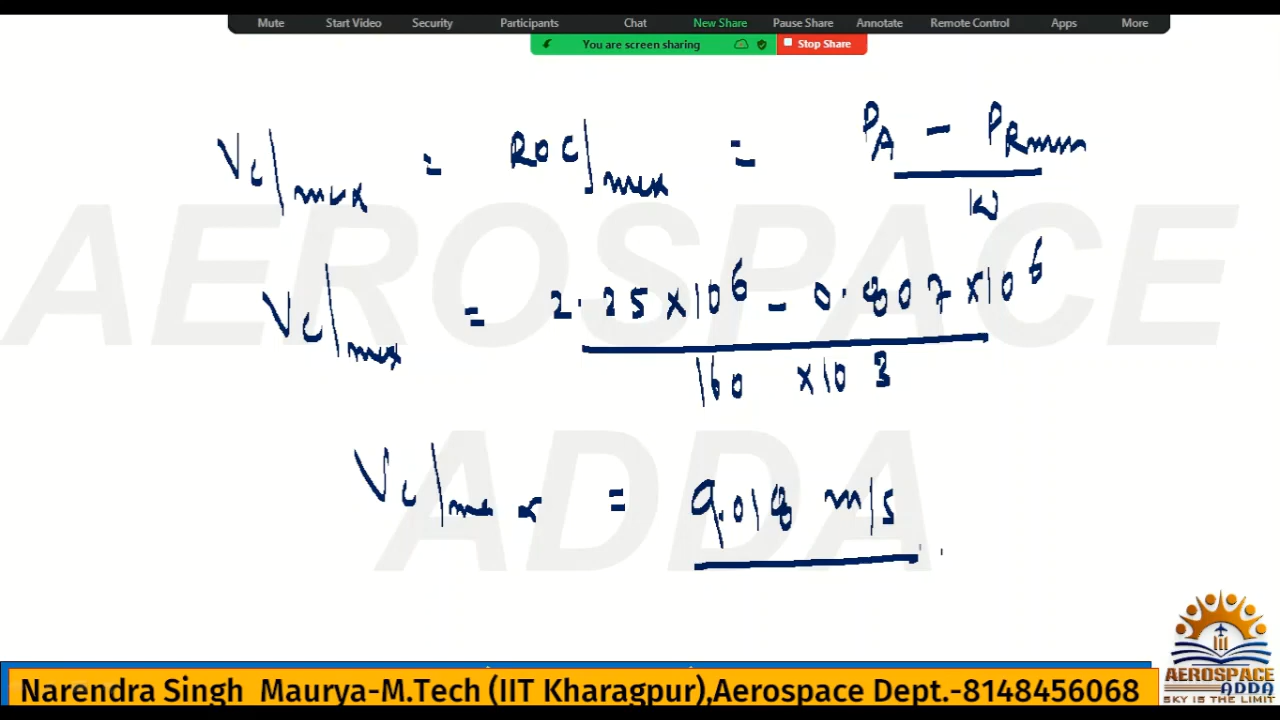 Mute Start Video Security Participants Chat New Share Pause Share Annotate Remote Control Apps More
You are screen sharing Stop Share
Vc|max = ROC|max = PA - PRmin / W
Vc|max = 2.25 x 10^6 - 0.807 x 10^6 / 160 x 10^3
Vc|max = 9.018 m/s
AEROSPACE
ADDA
AEROSPACE
ADDA
SKY IS THE LIMIT
Narendra Singh Maurya-M.Tech (IIT Kharagpur),Aerospace Dept.-8148456068